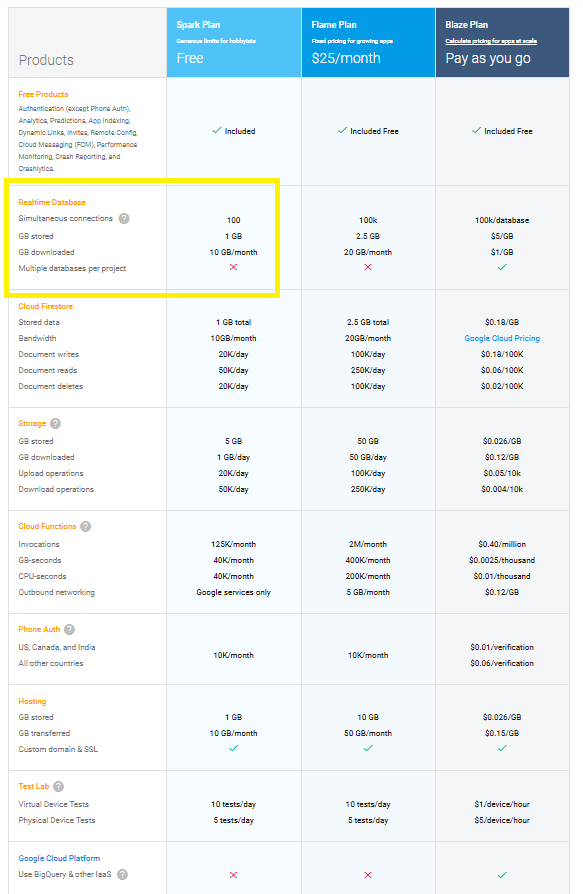 Products
Spark Plan
Generous limits for hobbyists
Free
Flame Plan
Fixed pricing for growing apps
$25/month
Blaze Plan
Calculate pricing for apps at scale
Pay as you go
Free Products
Authentication (except Phone Auth),
Analytics, Predictions, App Indexing,
Dynamic Links, Invites, Remote Config,
Cloud Messaging (FCM), Performance
Monitoring, Crash Reporting, and
Crashlytics.
Included Included Free Included Free
Realtime Database
Simultaneous connections ? 100 100k 100k/database
GB stored 1 GB 2.5 GB $5/GB
GB downloaded 10 GB/month 20 GB/month $1/GB
Multiple databases per project
Cloud Firestore
Stored data 1 GB total 2.5 GB total $0.18/GB
Bandwidth 10GB/month 20GB/month Google Cloud Pricing
Document writes 20K/day 100K/day $0.18/100K
Document reads 50K/day 250K/day $0.06/100K
Document deletes 20K/day 100K/day $0.02/100K
Storage ?
GB stored 5 GB 50 GB $0.026/GB
GB downloaded 1 GB/day 50 GB/day $0.12/GB
Upload operations 20K/day 100K/day $0.05/10k
Download operations 50K/day 250K/day $0.004/10k
Cloud Functions ?
Invocations 125K/month 2M/month $0.40/million
GB-seconds 40K/month 400K/month $0.0025/thousand
CPU-seconds 40K/month 200K/month $0.01/thousand
Outbound networking Google services only 5 GB/month $0.12/GB
Phone Auth ?
US, Canada, and India $0.01/verification
10K/month 10K/month
All other countries $0.06/verification
Hosting
GB stored 1 GB 10 GB $0.026/GB
GB transferred 10 GB/month 50 GB/month $0.15/GB
Custom domain & SSL
Test Lab ?
Virtual Device Tests 10 tests/day 10 tests/day $1/device/hour
Physical Device Tests 5 tests/day 5 tests/day $5/device/hour
Google Cloud Platform
Use BigQuery & other IaaS ?